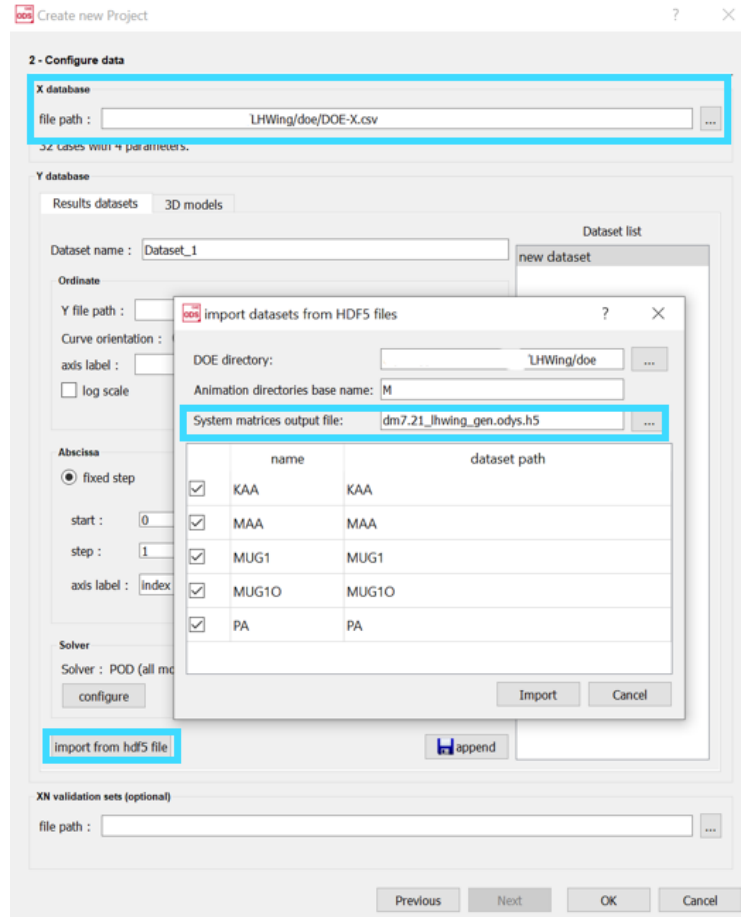 ODS Create new Project ? ×
2 - Configure data
X database
file path : LHWing/doe/DOE-X.csv ...
32 cases with 4 parameters.
Y database
Results datasets 3D models
Dataset list
Dataset name : Dataset_1
new dataset
Ordinate
Y file path :
Curve orientation :
axis label :
log scale
import datasets from HDF5 files ? ×
DOE directory: LHWing/doe ...
Animation directories base name: M
System matrices output file: dm7.21_lhwing_gen.odys.h5 ...
name dataset path
KAA KAA
MAA MAA
MUG1 MUG1
MUG1O MUG1O
PA PA
Import Cancel
Abscissa
fixed step
start : 0
step : 1
axis label : index
Solver
Solver : POD (all mo
configure
import from hdf5 file
append
XN validation sets (optional)
file path : ...
Previous Next OK Cancel